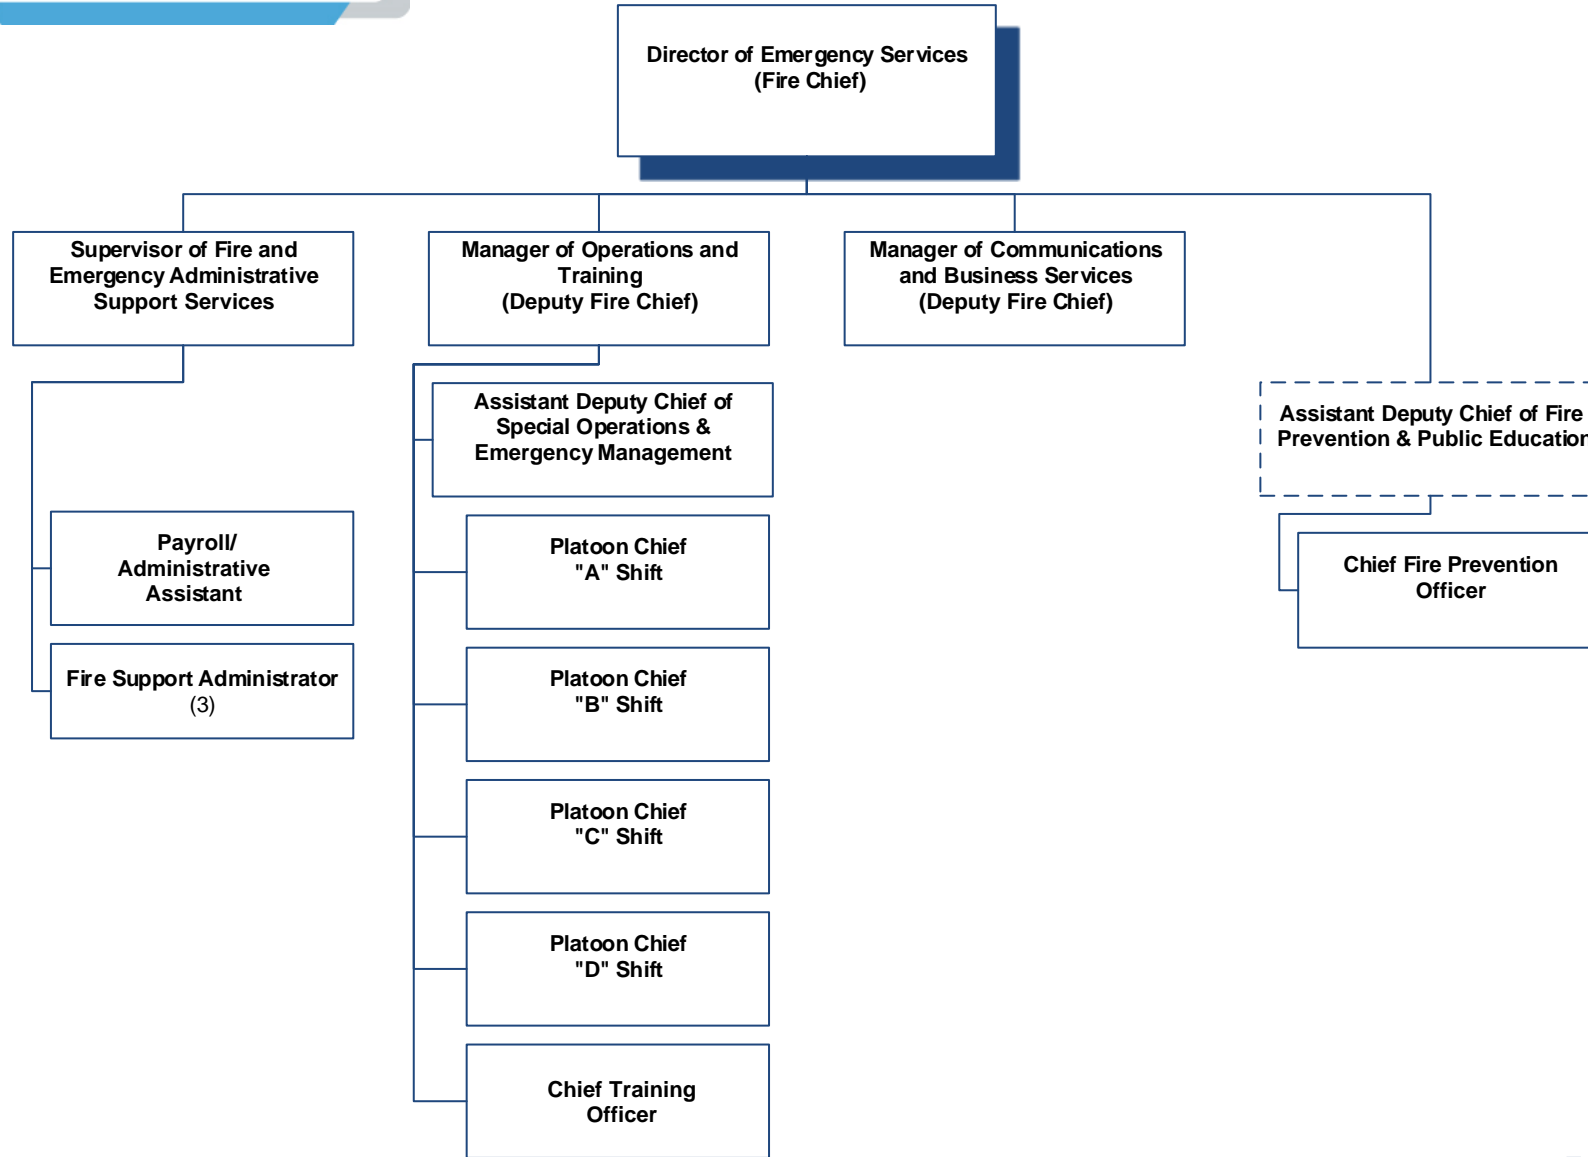 Director of Emergency Services
(Fire Chief)
Supervisor of Fire and
Emergency Administrative
Support Services
Manager of Operations and
Training
(Deputy Fire Chief)
Manager of Communications
and Business Services
(Deputy Fire Chief)
Assistant Deputy Chief of
Special Operations &
Emergency Management
Assistant Deputy Chief of Fire
Prevention & Public Education
Payroll/
Administrative
Assistant
Platoon Chief
"A" Shift
Chief Fire Prevention
Officer
Fire Support Administrator
(3)
Platoon Chief
"B" Shift
Platoon Chief
"C" Shift
Platoon Chief
"D" Shift
Chief Training
Officer